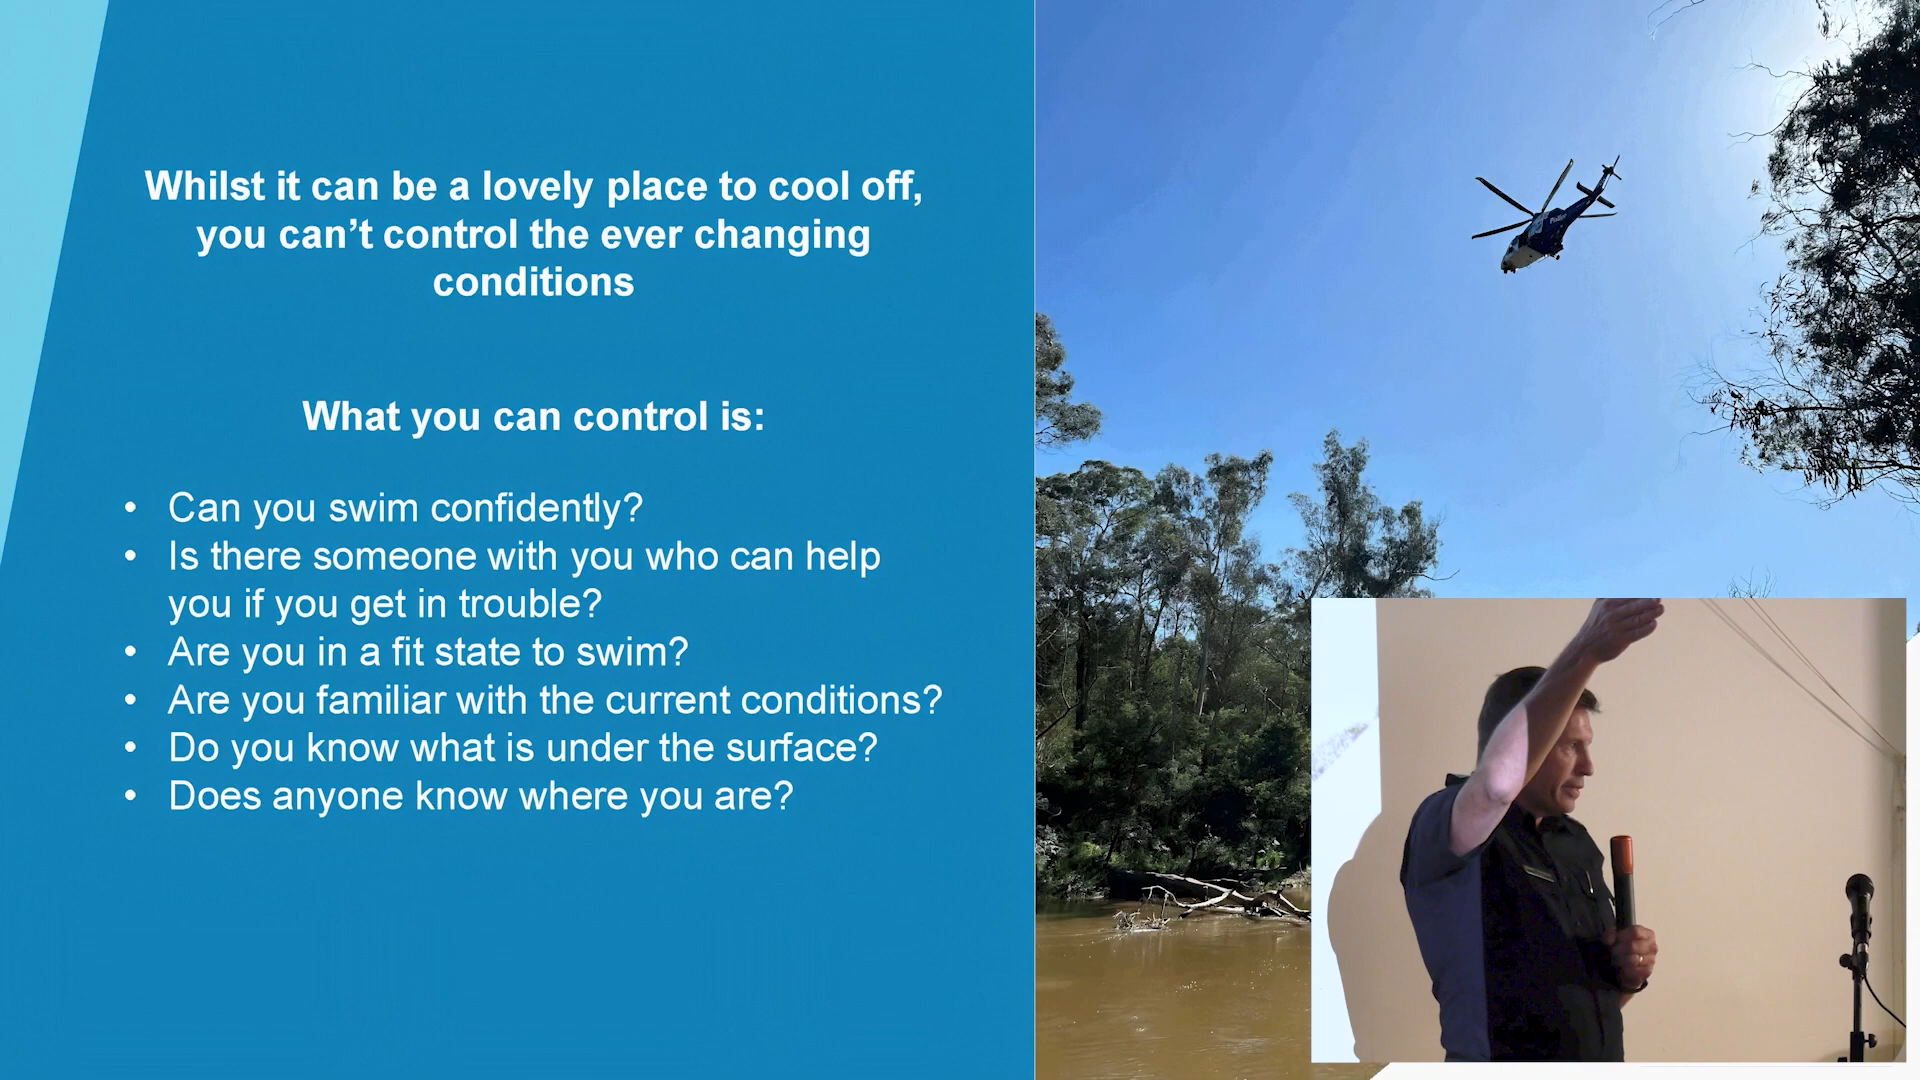 Whilst it can be a lovely place to cool off,
you can't control the ever changing
conditions
What you can control is:
• Can you swim confidently?
• Is there someone with you who can help
you if you get in trouble?
• Are you in a fit state to swim?
• Are you familiar with the current conditions?
• Do you know what is under the surface?
• Does anyone know where you are?
Police